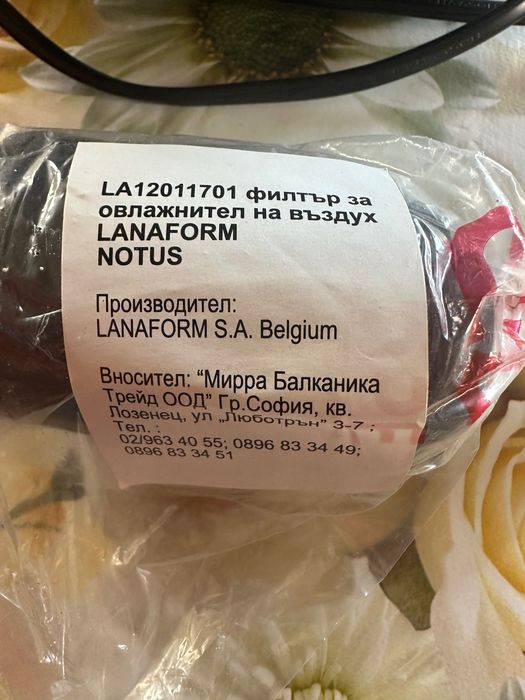 LA12011701 филтър за
овлажнител на въздух
LANAFORM
NOTUS
Производител:
LANAFORM S.A. Belgium
Вносител: “Мирра Балканика
Трейд ООД” Гр.София, кв.
Лозенец, ул „Люботрън” 3-7 ;
Тел. :
02/963 40 55; 0896 83 34 49;
0896 83 34 51